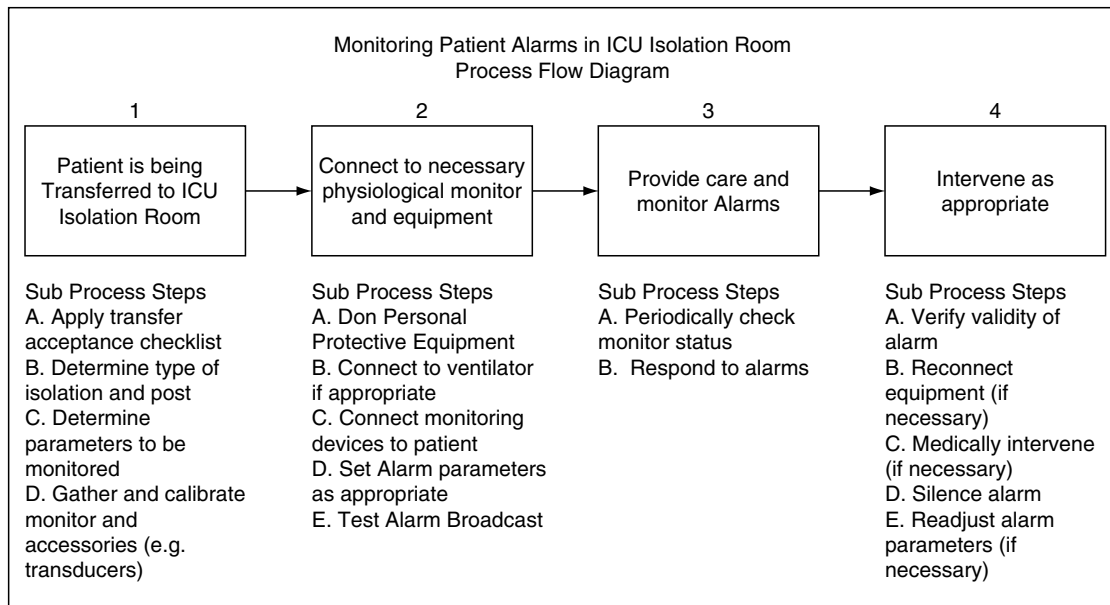 Monitoring Patient Alarms in ICU Isolation Room
Process Flow Diagram
1
Patient is being
Transferred to ICU
Isolation Room
Sub Process Steps
A. Apply transfer
acceptance checklist
B. Determine type of
isolation and post
C. Determine
parameters to be
monitored
D. Gather and calibrate
monitor and
accessories (e.g.
transducers)
2
Connect to necessary
physiological monitor
and equipment
Sub Process Steps
A. Don Personal
Protective Equipment
B. Connect to ventilator
if appropriate
C. Connect monitoring
devices to patient
D. Set Alarm parameters
as appropriate
E. Test Alarm Broadcast
3
Provide care and
monitor Alarms
Sub Process Steps
A. Periodically check
monitor status
B. Respond to alarms
4
Intervene as
appropriate
Sub Process Steps
A. Verify validity of
alarm
B. Reconnect
equipment (if
necessary)
C. Medically intervene
(if necessary)
D. Silence alarm
E. Readjust alarm
parameters (if
necessary)